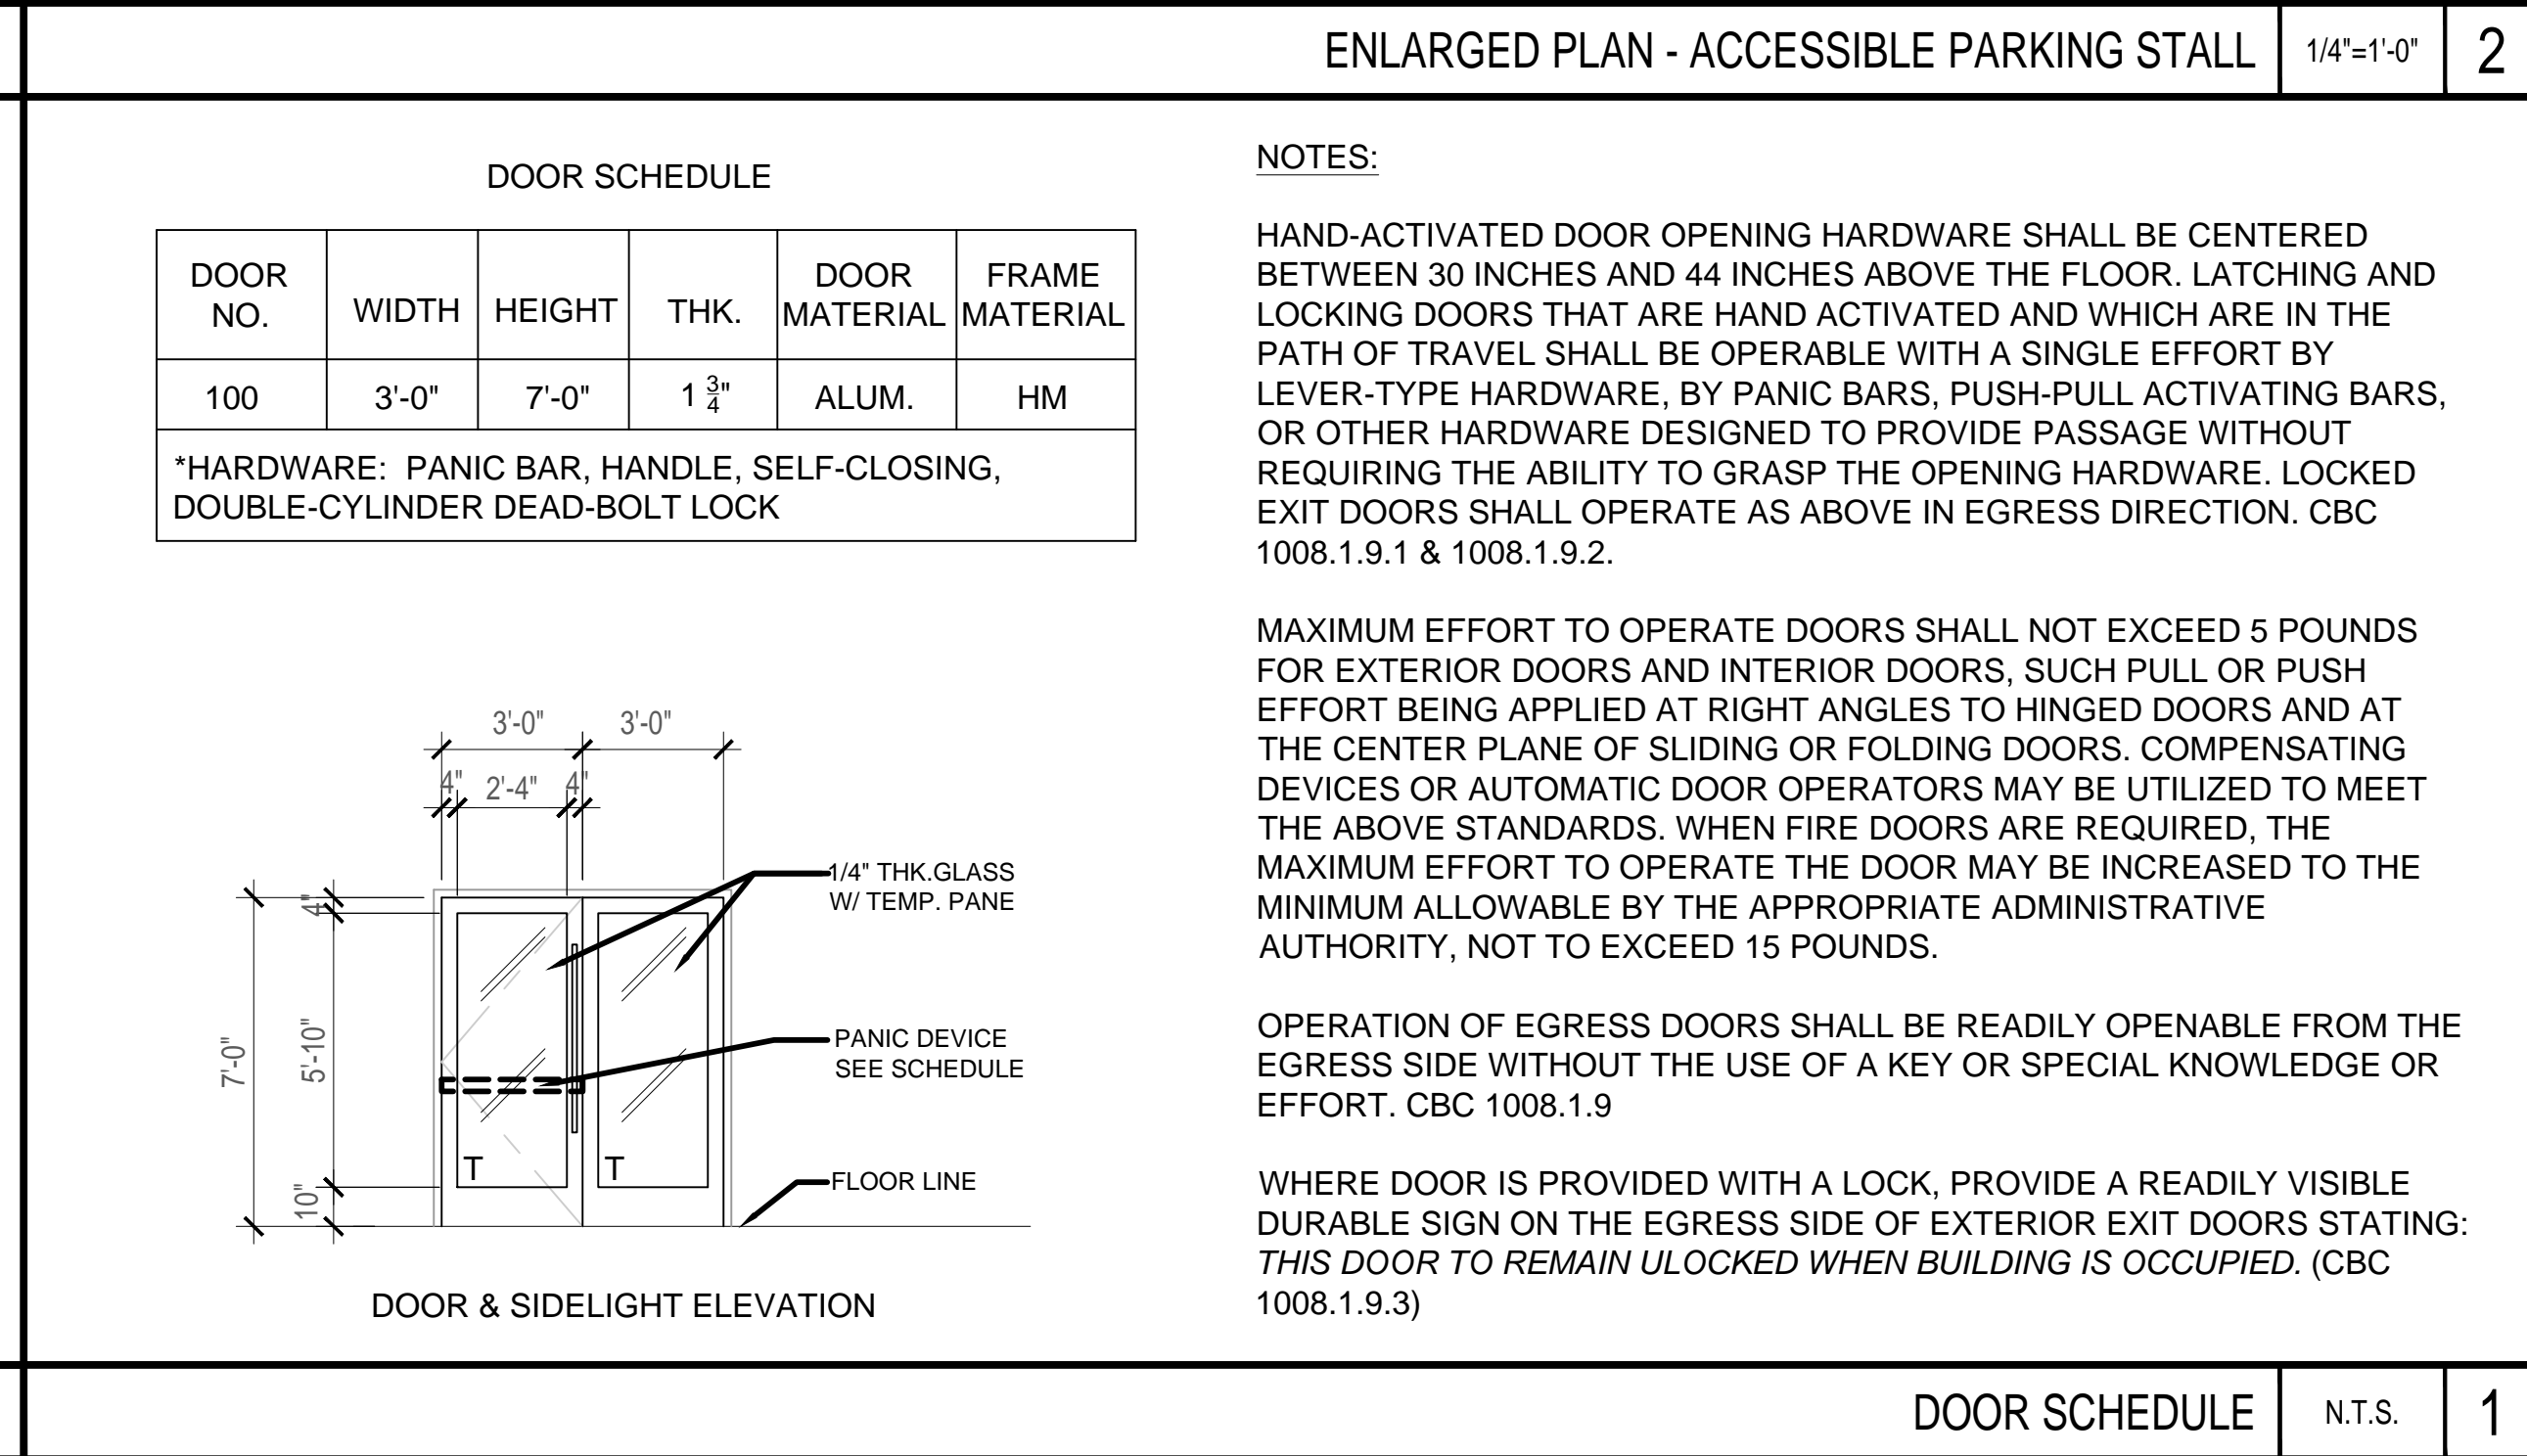 ENLARGED PLAN - ACCESSIBLE PARKING STALL
1/4"=1'-0"
2
DOOR SCHEDULE
DOOR NO.
WIDTH
HEIGHT
THK.
DOOR MATERIAL
FRAME MATERIAL
100
3'-0"
7'-0"
1 3/4"
ALUM.
HM
*HARDWARE: PANIC BAR, HANDLE, SELF-CLOSING,
DOUBLE-CYLINDER DEAD-BOLT LOCK
3'-0"
3'-0"
4"
2'-4"
4"
4"
5'-10"
7'-0"
10"
1/4" THK.GLASS
W/ TEMP. PANE
PANIC DEVICE
SEE SCHEDULE
T
T
FLOOR LINE
DOOR & SIDELIGHT ELEVATION
NOTES:
HAND-ACTIVATED DOOR OPENING HARDWARE SHALL BE CENTERED
BETWEEN 30 INCHES AND 44 INCHES ABOVE THE FLOOR. LATCHING AND
LOCKING DOORS THAT ARE HAND ACTIVATED AND WHICH ARE IN THE
PATH OF TRAVEL SHALL BE OPERABLE WITH A SINGLE EFFORT BY
LEVER-TYPE HARDWARE, BY PANIC BARS, PUSH-PULL ACTIVATING BARS,
OR OTHER HARDWARE DESIGNED TO PROVIDE PASSAGE WITHOUT
REQUIRING THE ABILITY TO GRASP THE OPENING HARDWARE. LOCKED
EXIT DOORS SHALL OPERATE AS ABOVE IN EGRESS DIRECTION. CBC
1008.1.9.1 & 1008.1.9.2.
MAXIMUM EFFORT TO OPERATE DOORS SHALL NOT EXCEED 5 POUNDS
FOR EXTERIOR DOORS AND INTERIOR DOORS, SUCH PULL OR PUSH
EFFORT BEING APPLIED AT RIGHT ANGLES TO HINGED DOORS AND AT
THE CENTER PLANE OF SLIDING OR FOLDING DOORS. COMPENSATING
DEVICES OR AUTOMATIC DOOR OPERATORS MAY BE UTILIZED TO MEET
THE ABOVE STANDARDS. WHEN FIRE DOORS ARE REQUIRED, THE
MAXIMUM EFFORT TO OPERATE THE DOOR MAY BE INCREASED TO THE
MINIMUM ALLOWABLE BY THE APPROPRIATE ADMINISTRATIVE
AUTHORITY, NOT TO EXCEED 15 POUNDS.
OPERATION OF EGRESS DOORS SHALL BE READILY OPENABLE FROM THE
EGRESS SIDE WITHOUT THE USE OF A KEY OR SPECIAL KNOWLEDGE OR
EFFORT. CBC 1008.1.9
WHERE DOOR IS PROVIDED WITH A LOCK, PROVIDE A READILY VISIBLE
DURABLE SIGN ON THE EGRESS SIDE OF EXTERIOR EXIT DOORS STATING:
THIS DOOR TO REMAIN ULOCKED WHEN BUILDING IS OCCUPIED. (CBC
1008.1.9.3)
DOOR SCHEDULE
N.T.S.
1